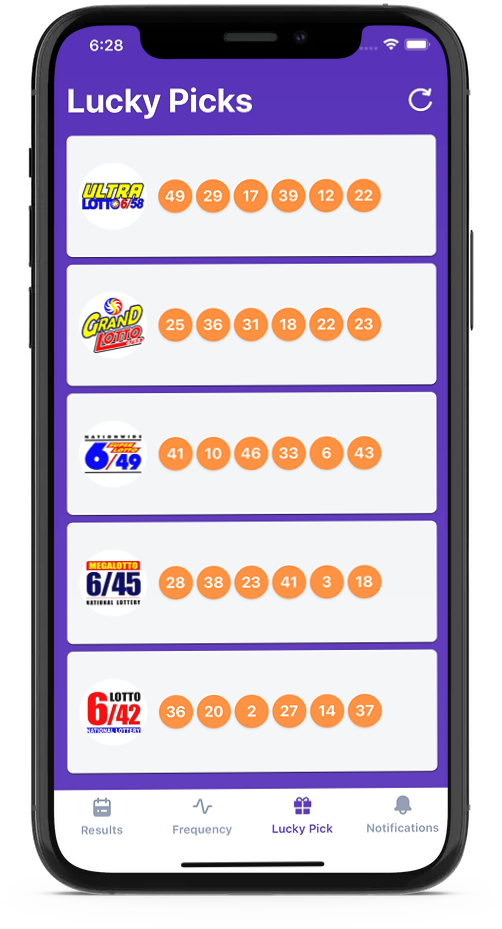 6:28
Lucky Picks
ULTRA
LOTTO 6/58
49 29 17 39 12 22
GRAND
LOTTO
25 36 31 18 22 23
NATIONWIDE
SUPER
LOTTO
6/49
41 10 46 33 6 43
MEGALOTTO
6/45
NATIONAL LOTTERY
28 38 23 41 3 18
LOTTO
6/42
NATIONAL LOTTERY
36 20 2 27 14 37
Results Frequency Lucky Pick Notifications